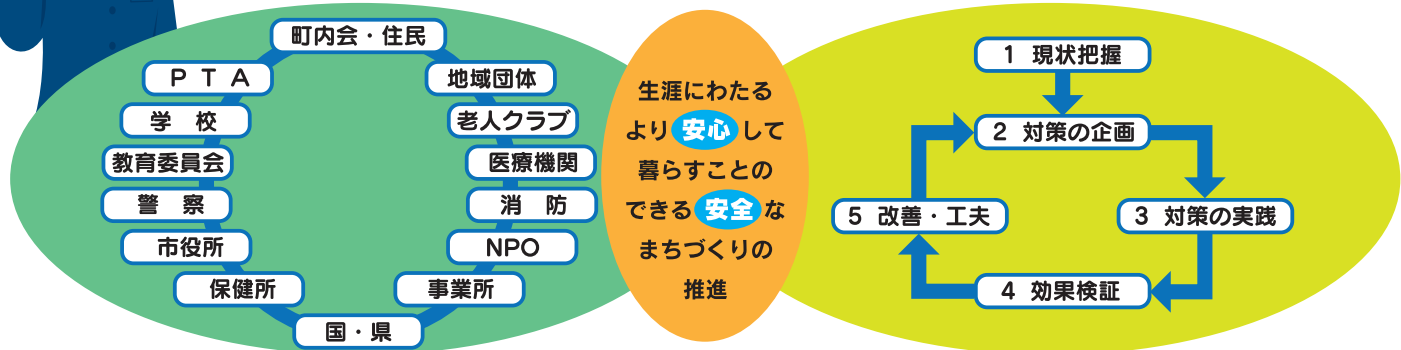 町内会・住民
PTA
地域団体
学 校
老人クラブ
教育委員会
医療機関
警 察
消 防
市役所
NPO
保健所
事業所
国・県
生涯にわたる
より安心して
暮らすことの
できる安全な
まちづくりの
推進
1 現状把握
2 対策の企画
3 対策の実践
4 効果検証
5 改善・工夫